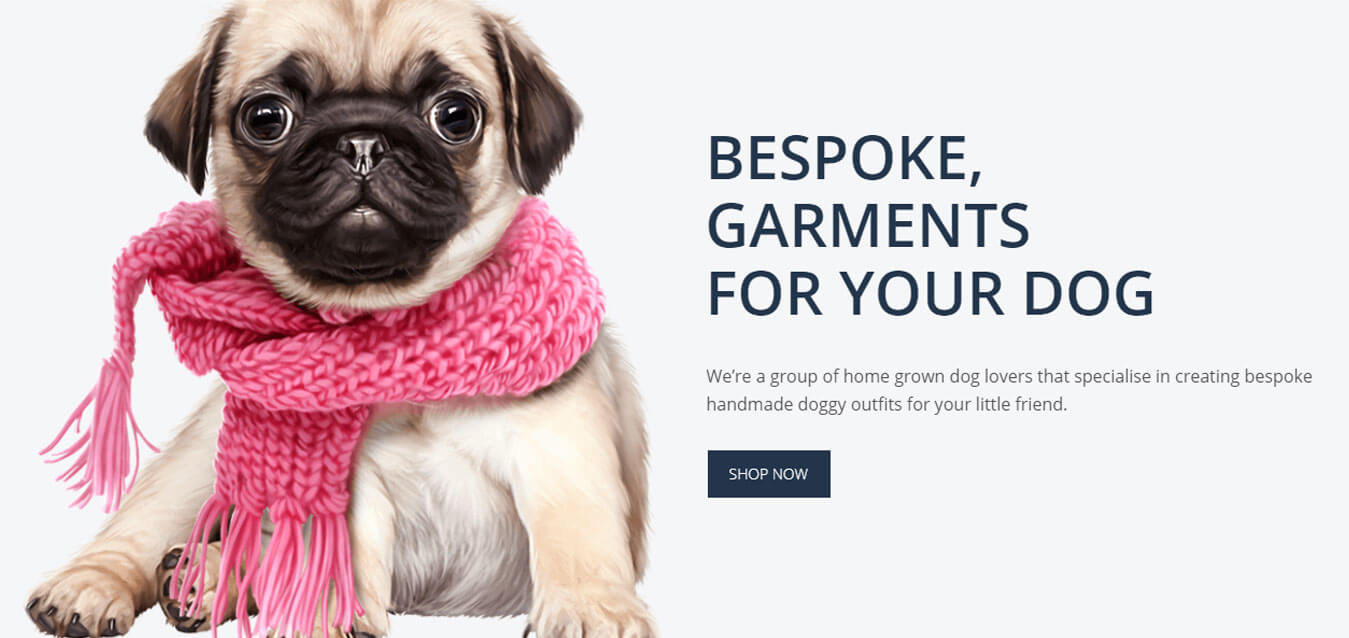 BESPOKE,
GARMENTS
FOR YOUR DOG
We’re a group of home grown dog lovers that specialise in creating bespoke
handmade doggy outfits for your little friend.
SHOP NOW